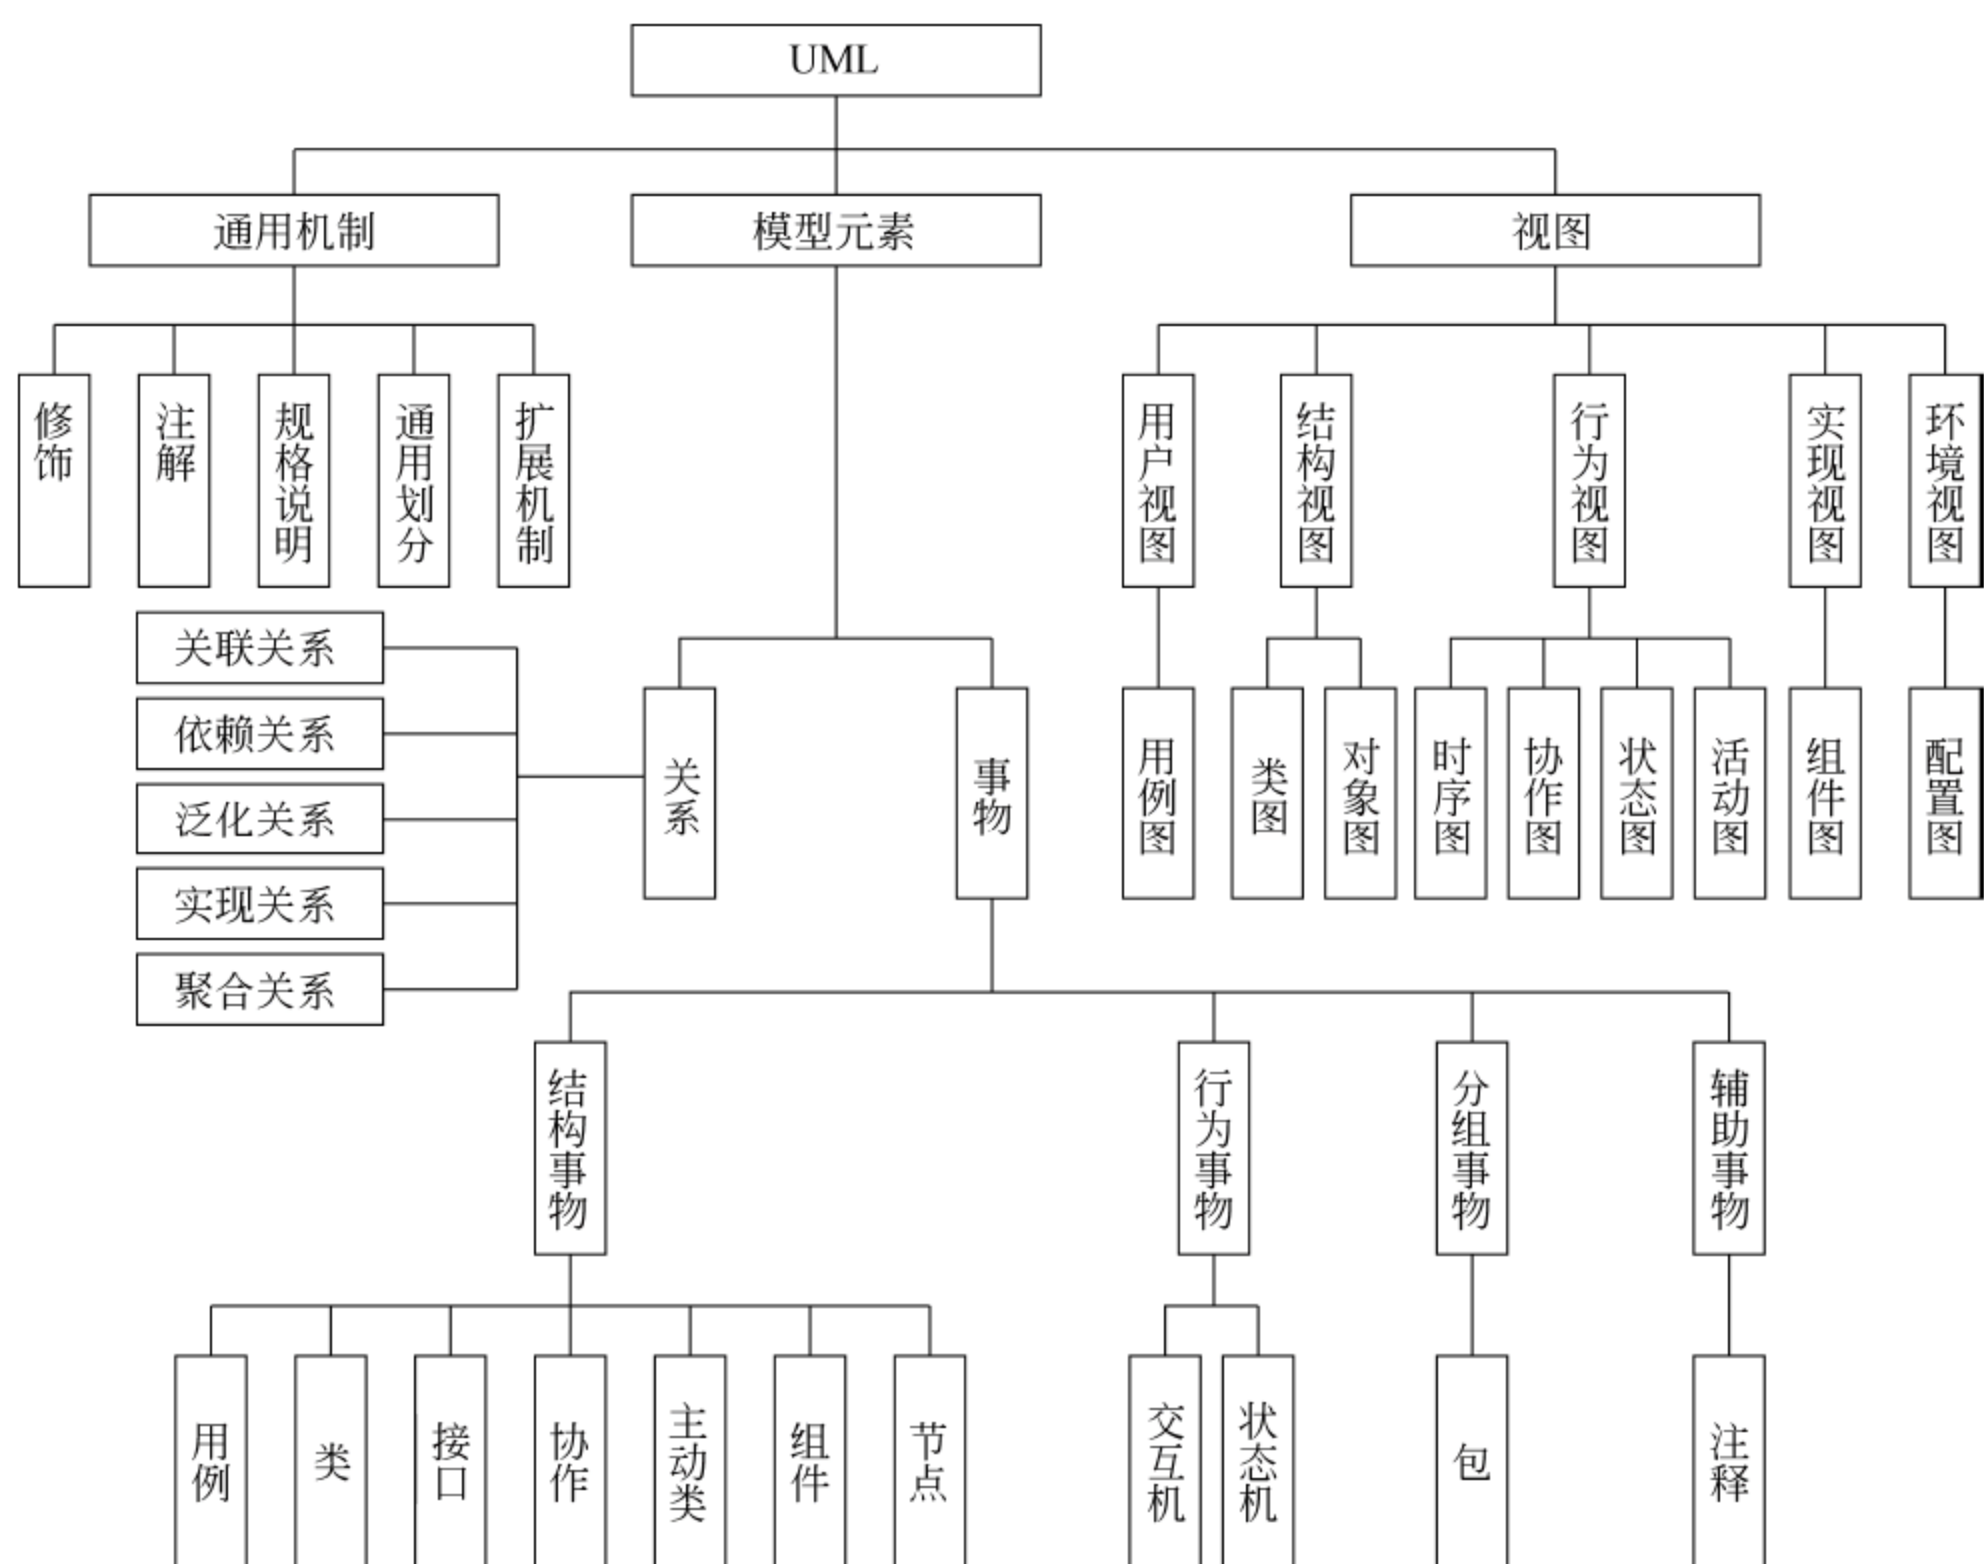 UML
通用机制
模型元素
视图
修饰
注解
规格说明
通用划分
扩展机制
用户视图
结构视图
行为视图
实现视图
环境视图
关联关系
依赖关系
泛化关系
实现关系
聚合关系
关系
事物
用例图
类图
对象图
时序图
协作图
状态图
活动图
组件图
配置图
结构事物
行为事物
分组事物
辅助事物
用例
类
接口
协作
主动类
组件
节点
交互机
状态机
包
注释